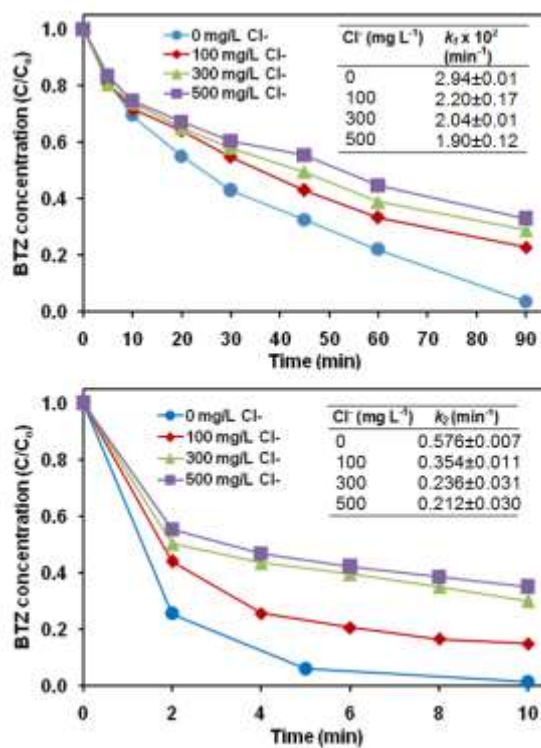 BTZ concentration (C/C₀)
1.0
0.8
0.6
0.4
0.2
0.0
0 mg/L Cl-
100 mg/L Cl-
300 mg/L Cl-
500 mg/L Cl-
Cl⁻ (mg L⁻¹) k₁ x 10²
(min⁻¹)
0 2.94±0.01
100 2.20±0.17
300 2.04±0.01
500 1.90±0.12
0 10 20 30 40 50 60 70 80 90
Time (min)
BTZ concentration (C/C₀)
1.0
0.8
0.6
0.4
0.2
0.0
0 mg/L Cl-
100 mg/L Cl-
300 mg/L Cl-
500 mg/L Cl-
Cl⁻ (mg L⁻¹) k₂ (min⁻¹)
0 0.576±0.007
100 0.354±0.011
300 0.236±0.031
500 0.212±0.030
0 2 4 6 8 10
Time (min)